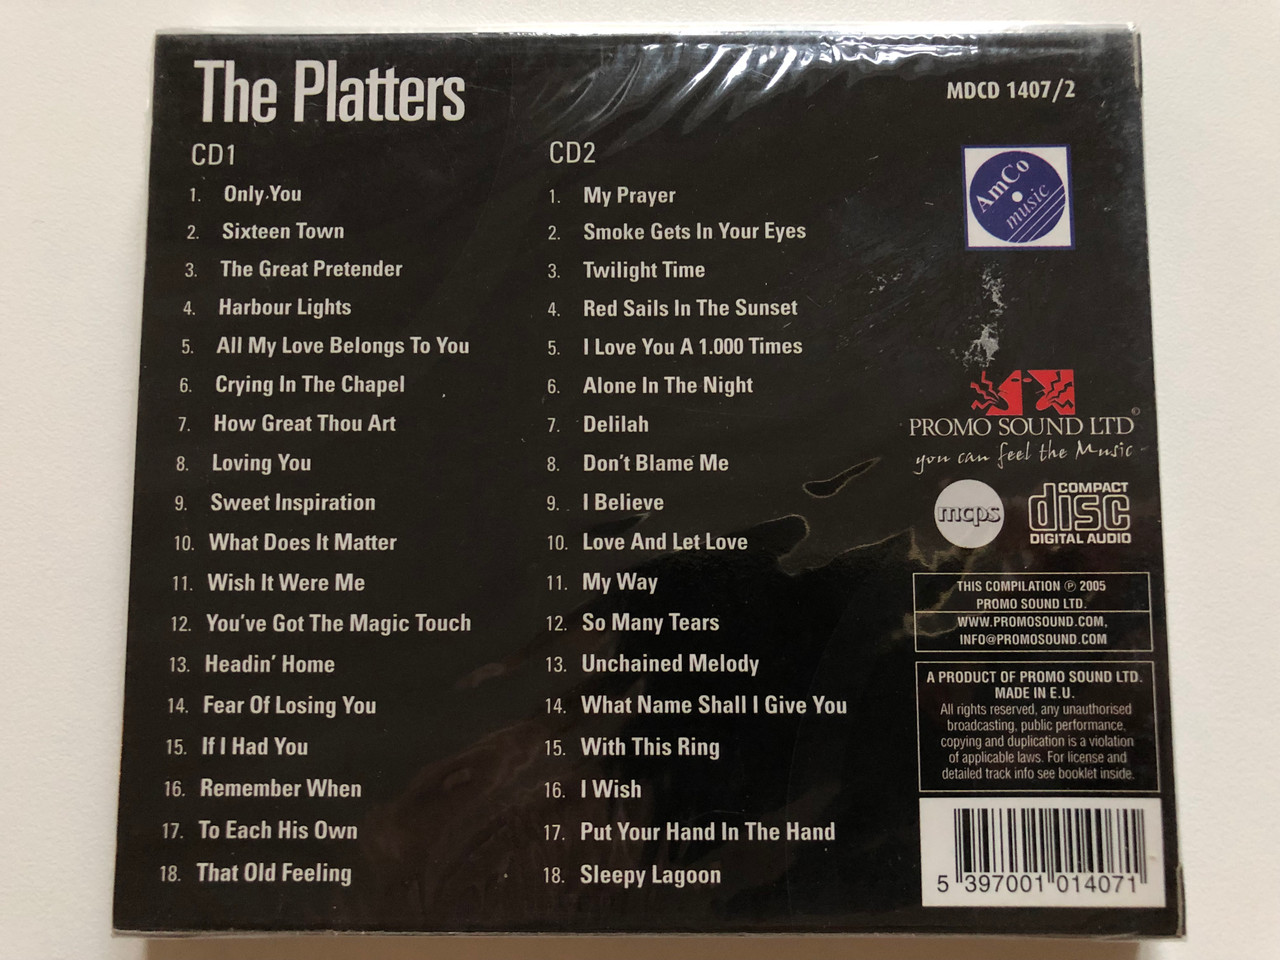 The Platters
MDCD 1407/2
CD1
1. Only You
2. Sixteen Town
3. The Great Pretender
4. Harbour Lights
5. All My Love Belongs To You
6. Crying In The Chapel
7. How Great Thou Art
8. Loving You
9. Sweet Inspiration
10. What Does It Matter
11. Wish It Were Me
12. You've Got The Magic Touch
13. Headin' Home
14. Fear Of Losing You
15. If I Had You
16. Remember When
17. To Each His Own
18. That Old Feeling
CD2
1. My Prayer
2. Smoke Gets In Your Eyes
3. Twilight Time
4. Red Sails In The Sunset
5. I Love You A 1.000 Times
6. Alone In The Night
7. Delilah
8. Don't Blame Me
9. I Believe
10. Love And Let Love
11. My Way
12. So Many Tears
13. Unchained Melody
14. What Name Shall I Give You
15. With This Ring
16. I Wish
17. Put Your Hand In The Hand
18. Sleepy Lagoon
AmCo
music
PROMO SOUND LTD©
you can feel the Music
mcps
COMPACT
disc
DIGITAL AUDIO
THIS COMPILATION ℗ 2005
PROMO SOUND LTD.
WWW.PROMOSOUND.COM,
INFO@PROMOSOUND.COM
A PRODUCT OF PROMO SOUND LTD.
MADE IN E.U.
All rights reserved, any unauthorised
broadcasting, public performance,
copying and duplication is a violation
of applicable laws. For license and
detailed track info see booklet inside.
5 397001 014071